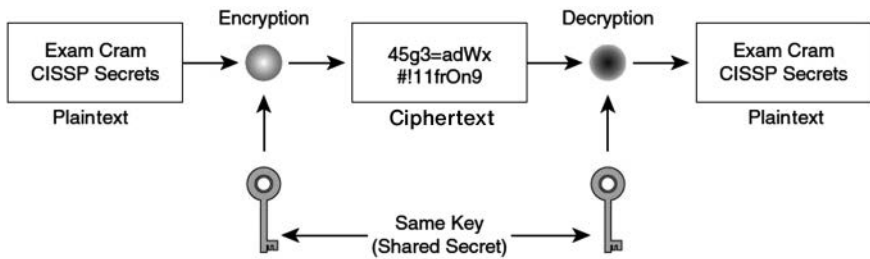 Encryption
Decryption
Exam Cram
CISSP Secrets
Plaintext
45g3=adWx
#!11frOn9
Ciphertext
Exam Cram
CISSP Secrets
Plaintext
Same Key
(Shared Secret)